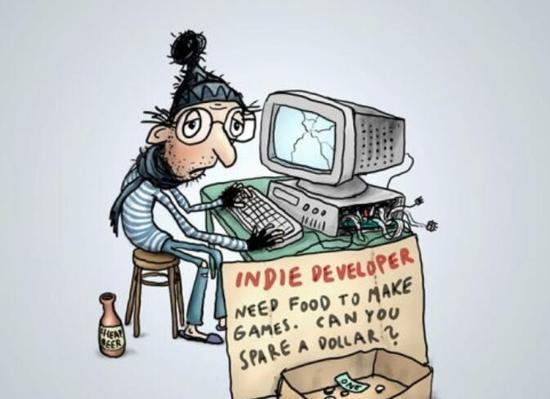 INDIE DEVELOPER
NEED FOOD TO MAKE
GAMES. CAN YOU
SPARE A DOLLAR?
CHEAP
BEER
ONE